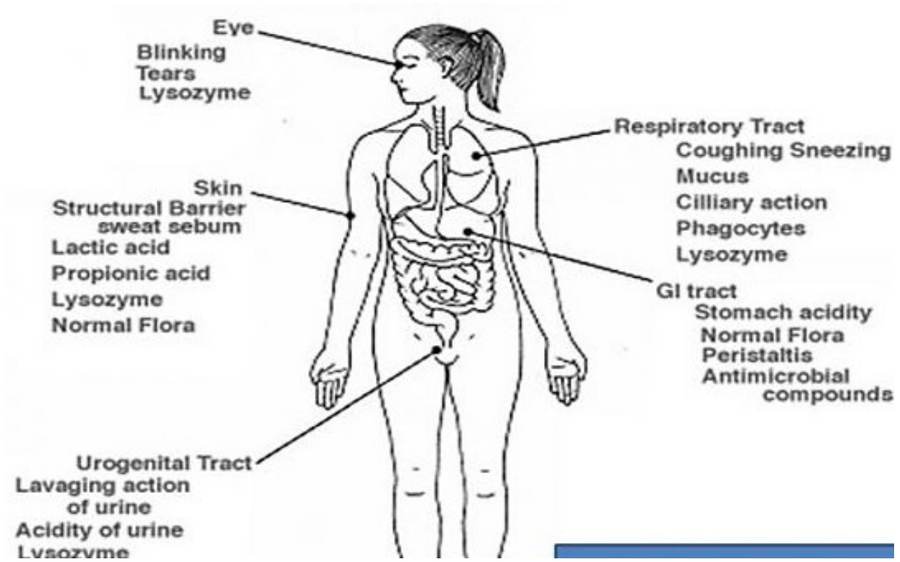 Eye
Blinking
Tears
Lysozyme
Respiratory Tract
Coughing Sneezing
Mucus
Cilliary action
Phagocytes
Lysozyme
Skin
Structural Barrier
sweat sebum
Lactic acid
Propionic acid
Lysozyme
Normal Flora
GI tract
Stomach acidity
Normal Flora
Peristaltis
Antimicrobial
compounds
Urogenital Tract
Lavaging action
of urine
Acidity of urine
Lysozyme